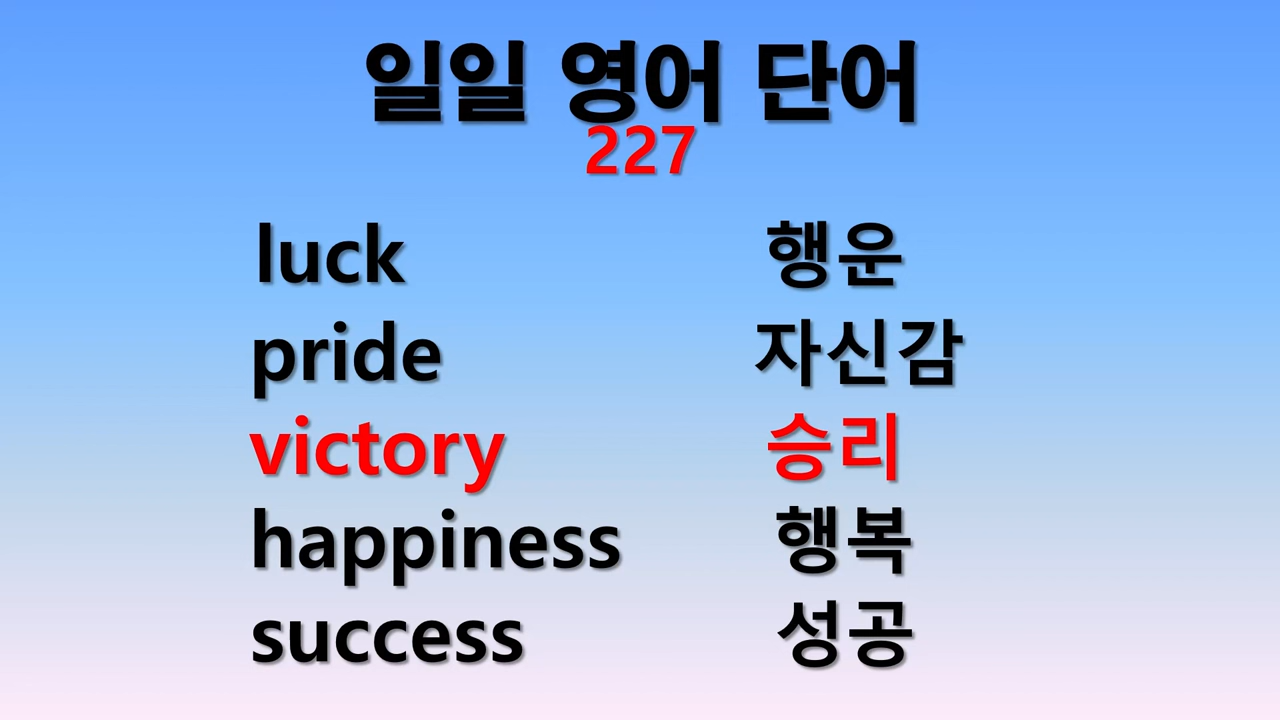 일일 영어 단어
227
luck 행운
pride 자신감
victory 승리
happiness 행복
success 성공